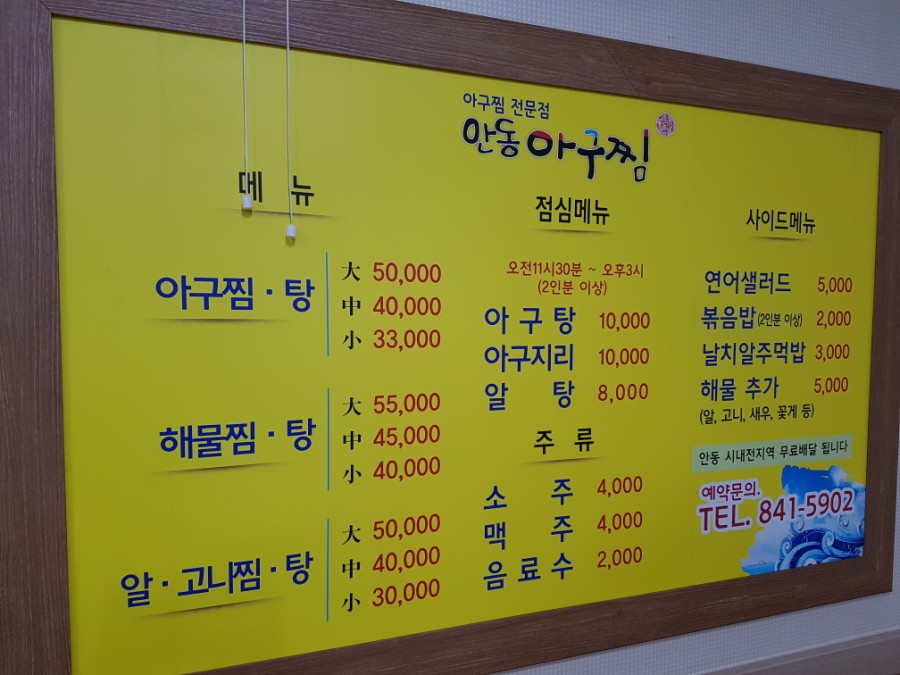 아구찜 전문점
안동아구찜
메 뉴
아구찜 · 탕
大 50,000
中 40,000
小 33,000
해물찜 · 탕
大 55,000
中 45,000
小 40,000
알 · 고니찜 · 탕
大 50,000
中 40,000
小 30,000
점심메뉴
오전11시30분 ~ 오후3시
(2인분 이상)
아 구 탕 10,000
아구지리 10,000
알 탕 8,000
주 류
소 주 4,000
맥 주 4,000
음 료 수 2,000
사이드메뉴
연어샐러드 5,000
볶음밥(2인분 이상) 2,000
날치알주먹밥 3,000
해물 추가 5,000
(알, 고니, 새우, 꽃게 등)
안동 시내전지역 무료배달 됩니다
예약문의.
TEL. 841-5902